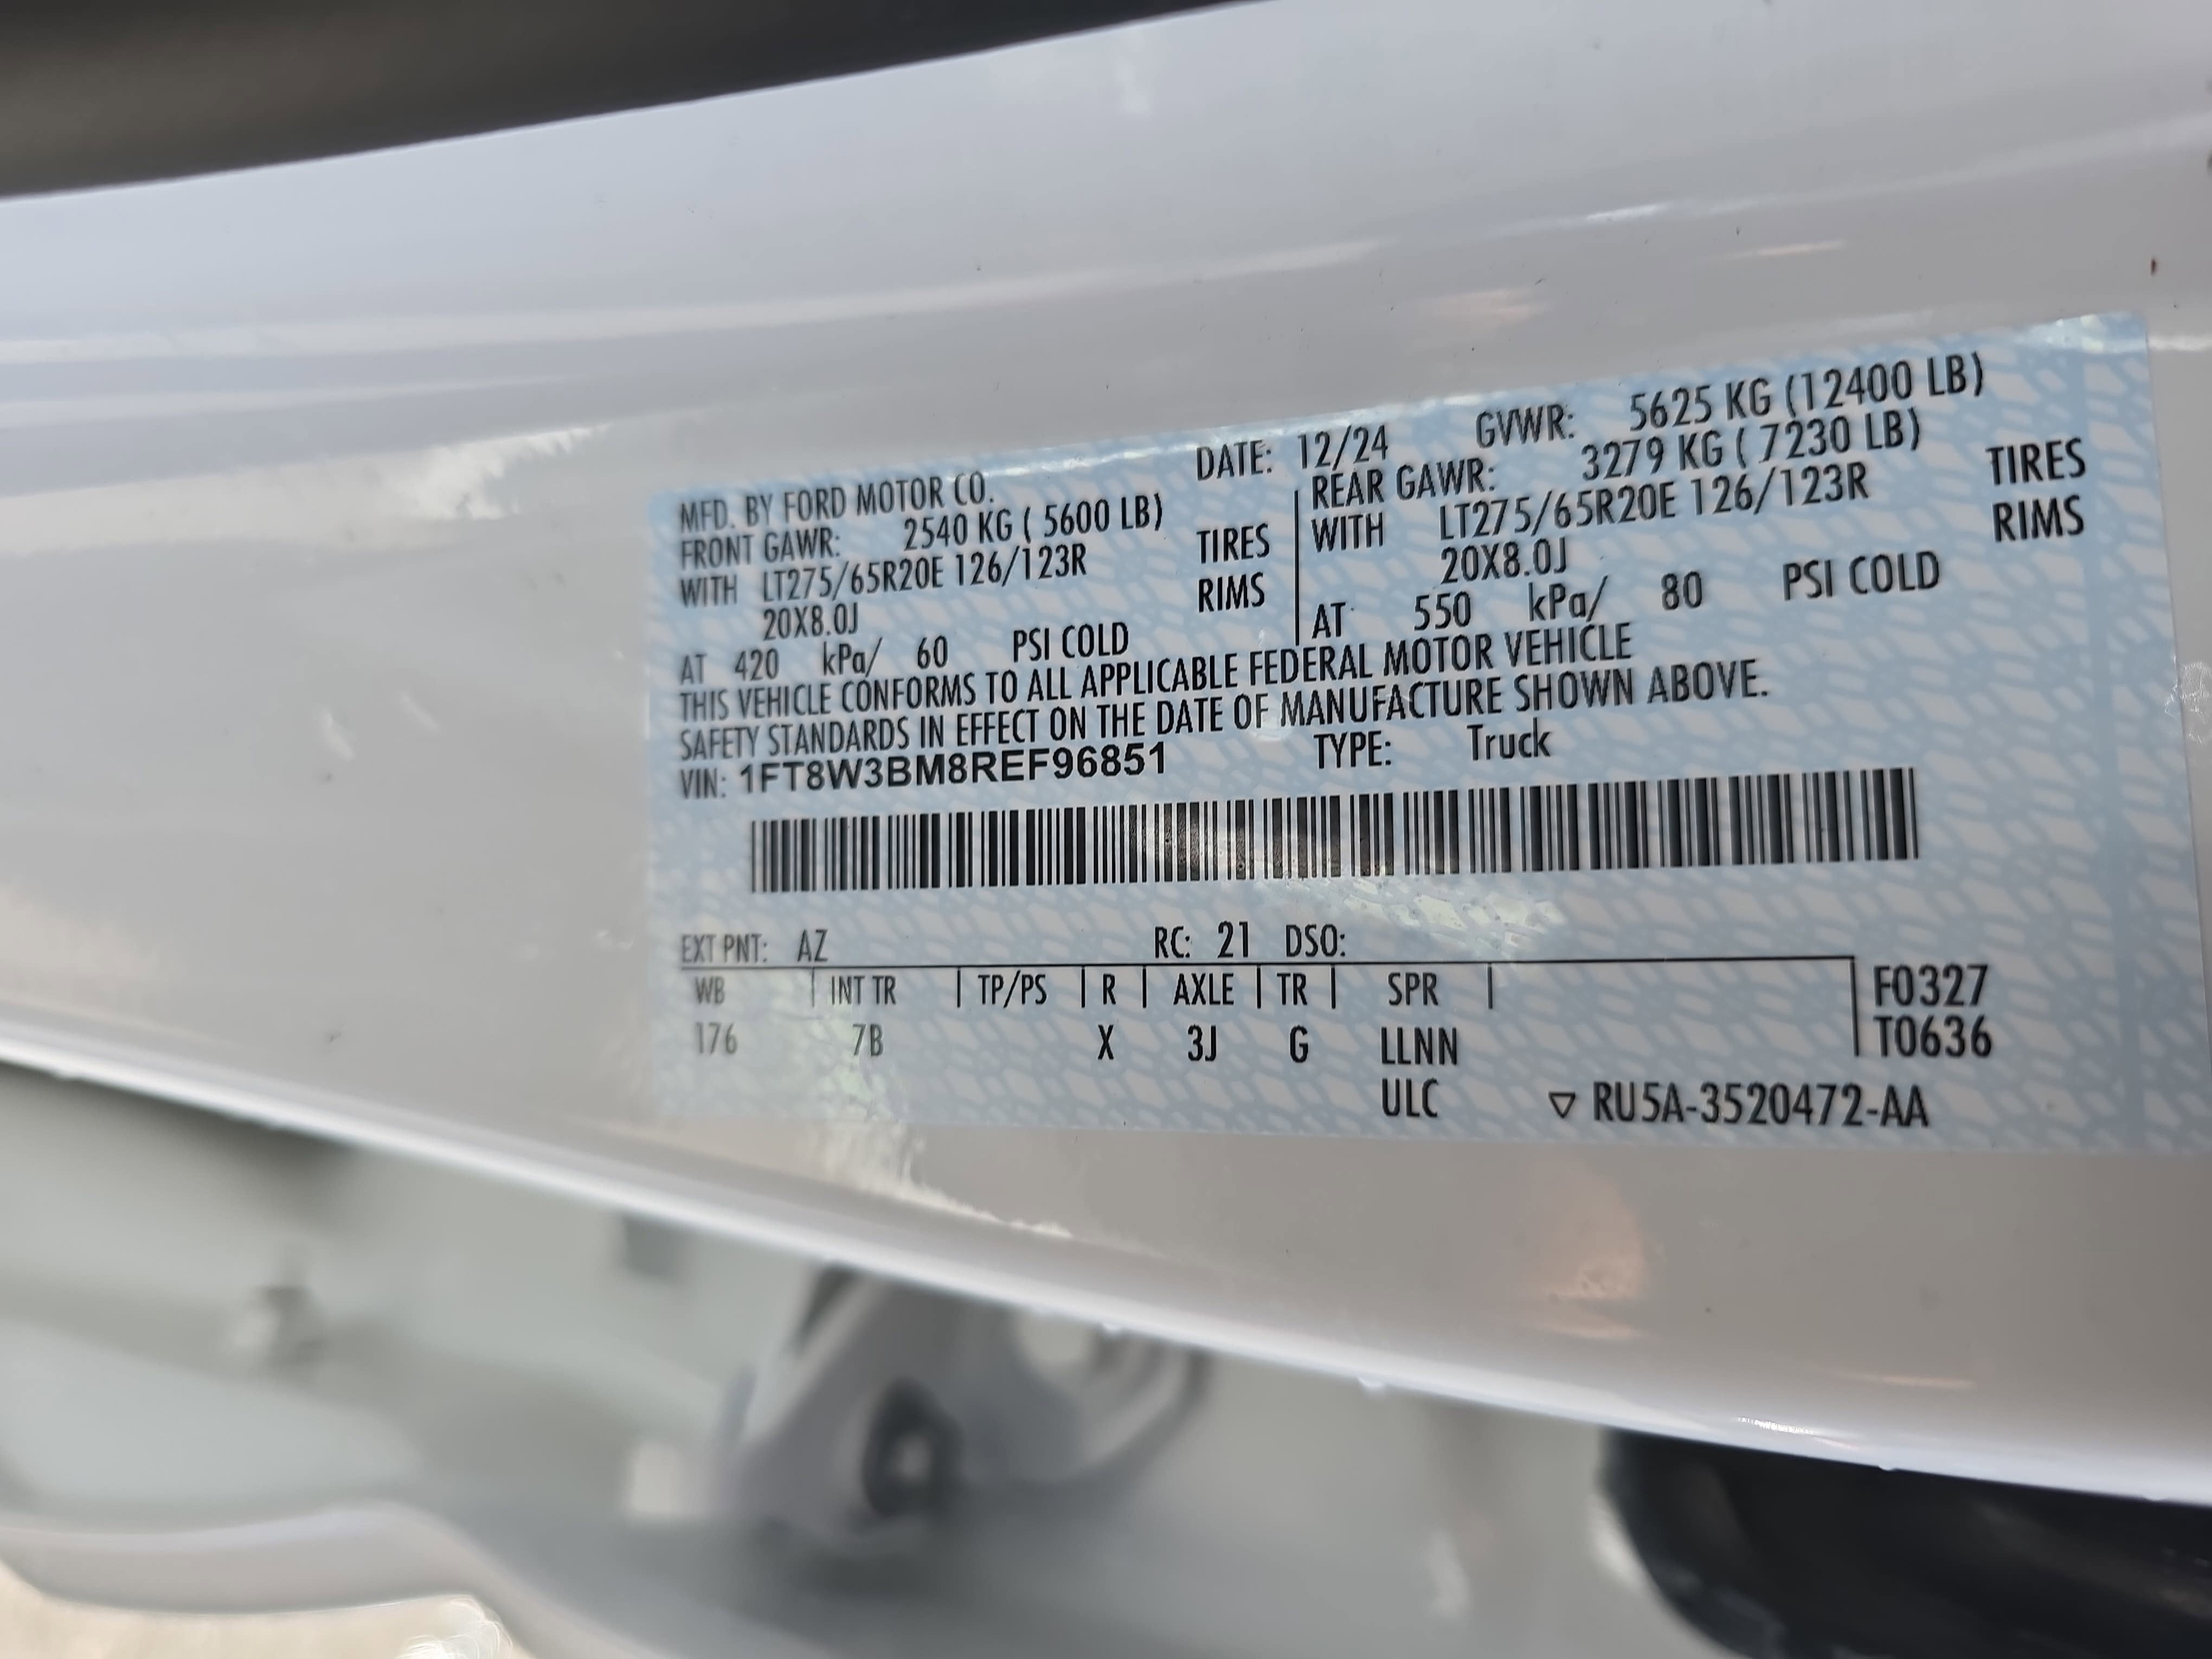 MFD. BY FORD MOTOR CO. DATE: 12/24 GVWR: 5625 KG (12400 LB)
FRONT GAWR: 2540 KG ( 5600 LB) REAR GAWR: 3279 KG ( 7230 LB)
WITH LT275/65R20E 126/123R TIRES WITH LT275/65R20E 126/123R TIRES
20X8.0J RIMS 20X8.0J RIMS
AT 420 kPa/ 60 PSI COLD AT 550 kPa/ 80 PSI COLD
THIS VEHICLE CONFORMS TO ALL APPLICABLE FEDERAL MOTOR VEHICLE
SAFETY STANDARDS IN EFFECT ON THE DATE OF MANUFACTURE SHOWN ABOVE.
VIN: 1FT8W3BM8REF96851 TYPE: Truck
EXT PNT: AZ RC: 21 DSO:
WB | INT TR | TP/PS | R | AXLE | TR | SPR | F0327
176 7B X 3J G LLNN T0636
ULC ▽ RU5A-3520472-AA